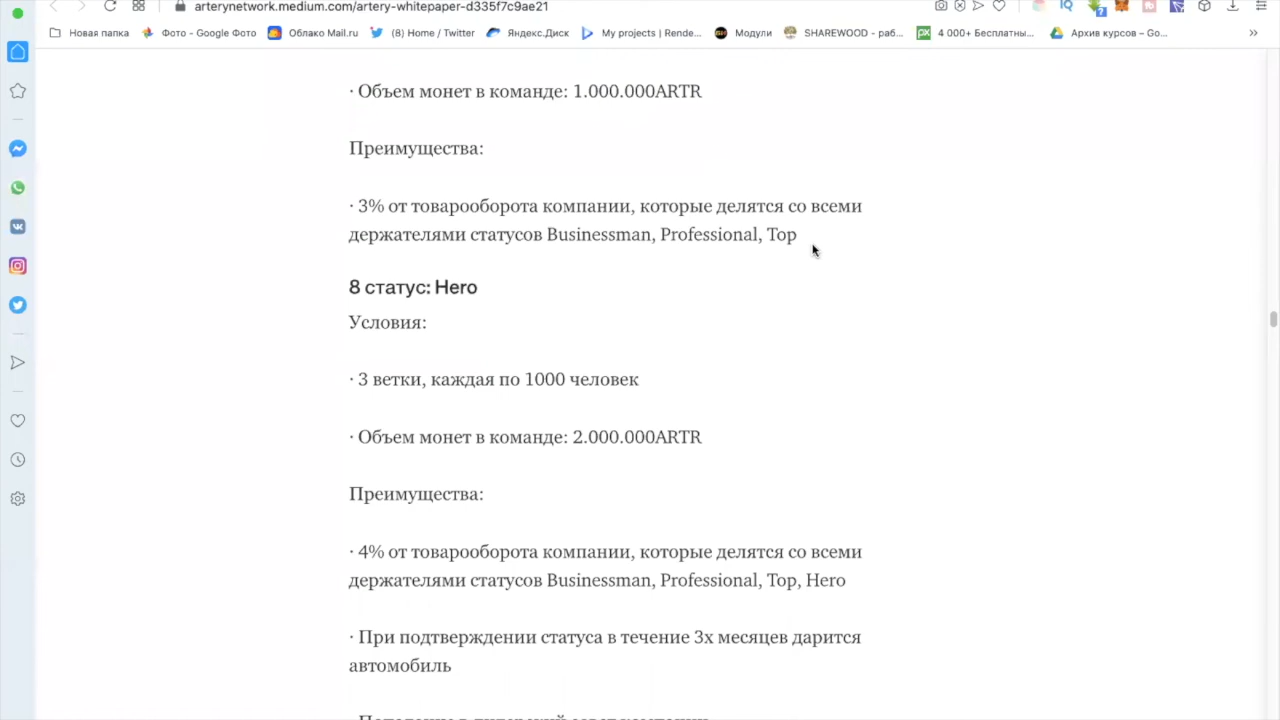 arterynetwork.medium.com/artery-whitepaper-d335f7c9ae21
Новая папка
Фото - Google Фото
Облако Mail.ru
(8) Home / Twitter
Яндекс.Диск
My projects | Rende...
Модули
SHAREWOOD - раб...
4 000+ Бесплатны...
Архив курсов – Go...
· Объем монет в команде: 1.000.000ARTR
Преимущества:
· 3% от товарооборота компании, которые делятся со всеми
держателями статусов Businessman, Professional, Top
8 статус: Hero
Условия:
· 3 ветки, каждая по 1000 человек
· Объем монет в команде: 2.000.000ARTR
Преимущества:
· 4% от товарооборота компании, которые делятся со всеми
держателями статусов Businessman, Professional, Top, Hero
· При подтверждении статуса в течение 3х месяцев дарится
автомобиль